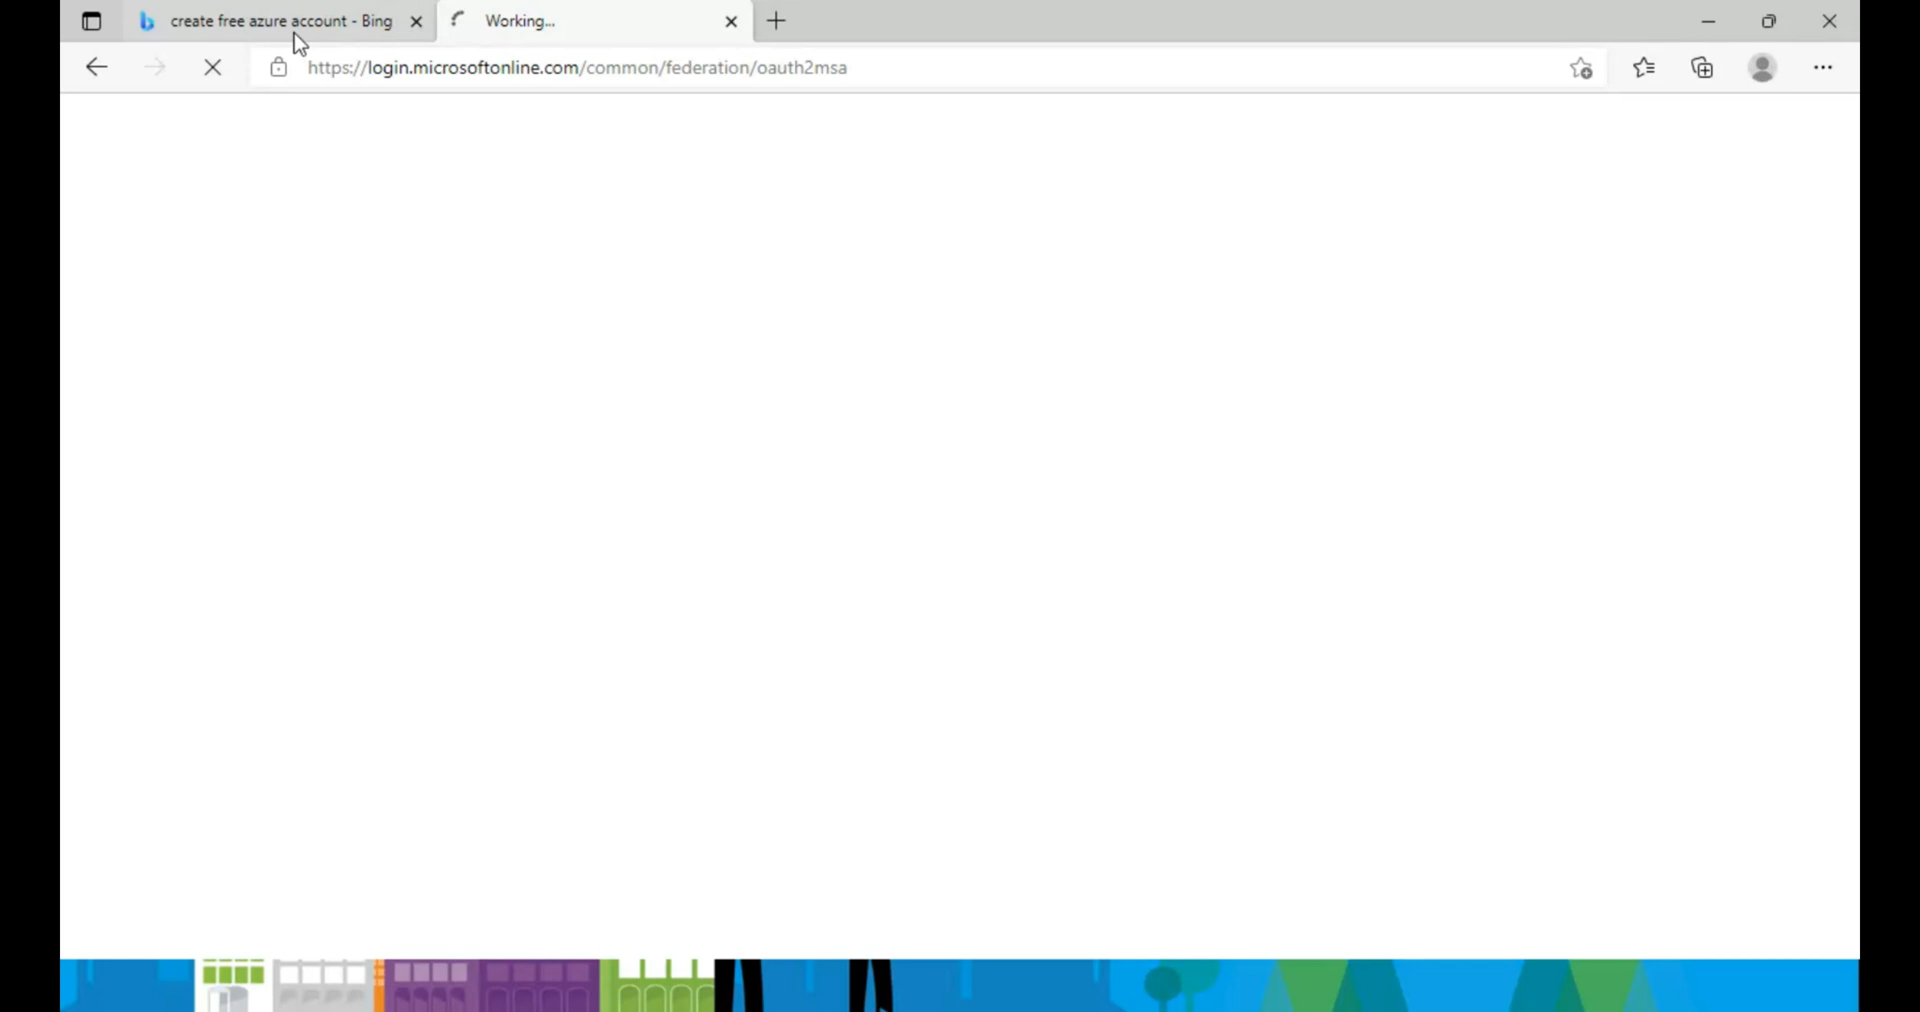 create free azure account - Bing
Working...
https://login.microsoftonline.com/common/federation/oauth2msa